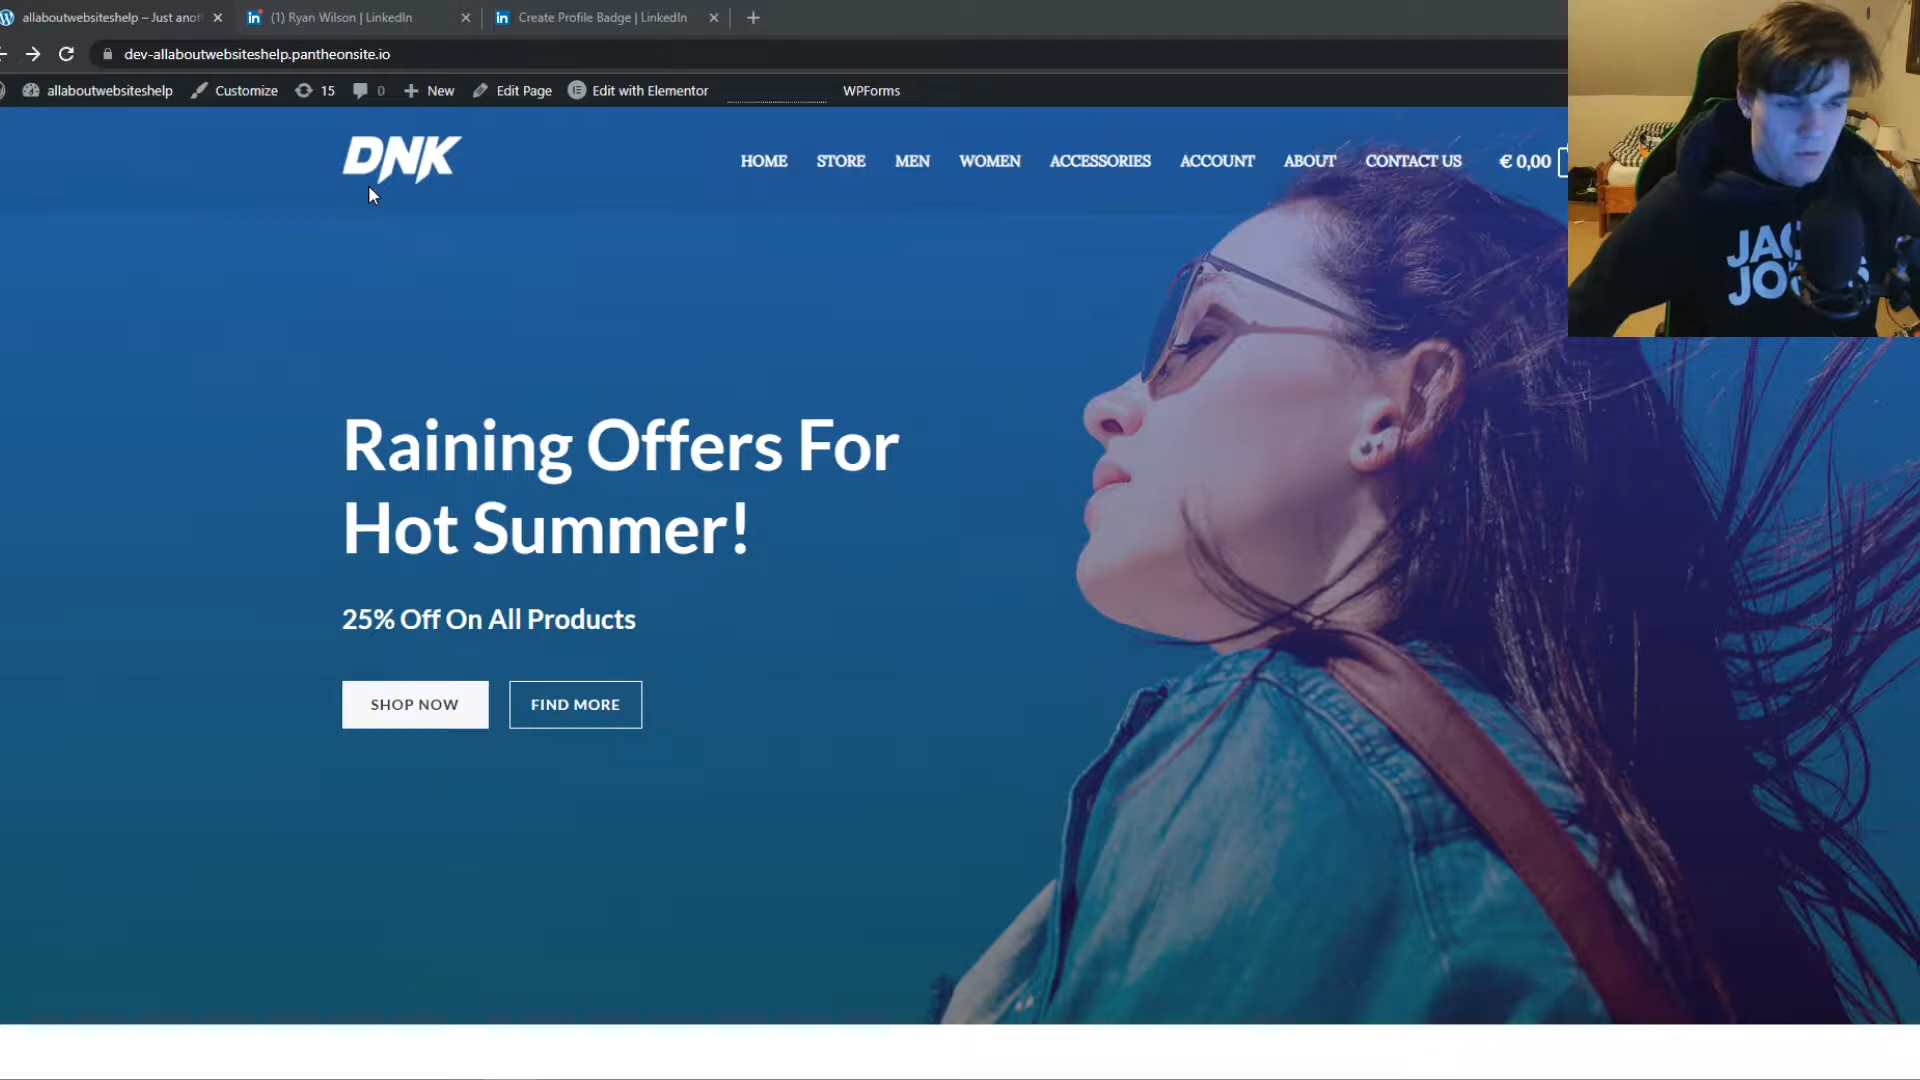 allaboutwebsiteshelp – Just anot
(1) Ryan Wilson | LinkedIn
Create Profile Badge | LinkedIn
dev-allaboutwebsiteshelp.pantheonsite.io
allaboutwebsiteshelp
Customize
15
0
New
Edit Page
Edit with Elementor
WPForms
DNK
HOME
STORE
MEN
WOMEN
ACCESSORIES
ACCOUNT
ABOUT
CONTACT US
€ 0,00
Raining Offers For
Hot Summer!
25% Off On All Products
SHOP NOW
FIND MORE